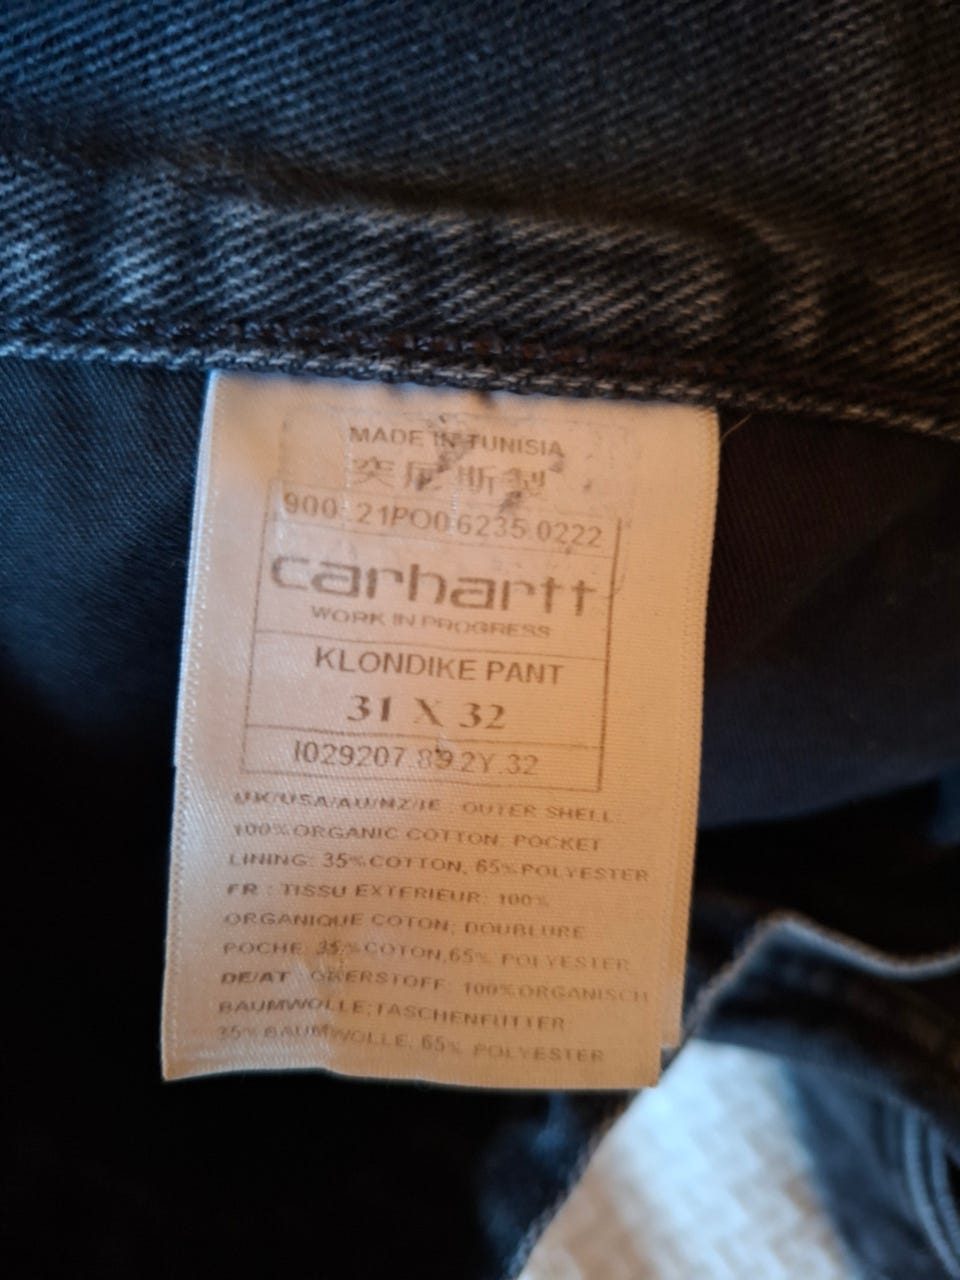 MADE IN TUNISIA
突尼斯製
900 21PO06235.0222
carhartt
WORK IN PROGRESS
KLONDIKE PANT
31 X 32
I029207.89.2Y.32
UK/USA/AU/NZ/IE : OUTER SHELL:
100% ORGANIC COTTON; POCKET
LINING: 35% COTTON, 65% POLYESTER
FR : TISSU EXTERIEUR: 100%
ORGANIQUE COTON; DOUBLURE
POCHE: 35% COTON,65% POLYESTER
DE/AT : OKERSTOFF: 100% ORGANISCH
BAUMWOLLE;TASCHENFUTTER
35% BAUMWOLLE, 65% POLYESTER